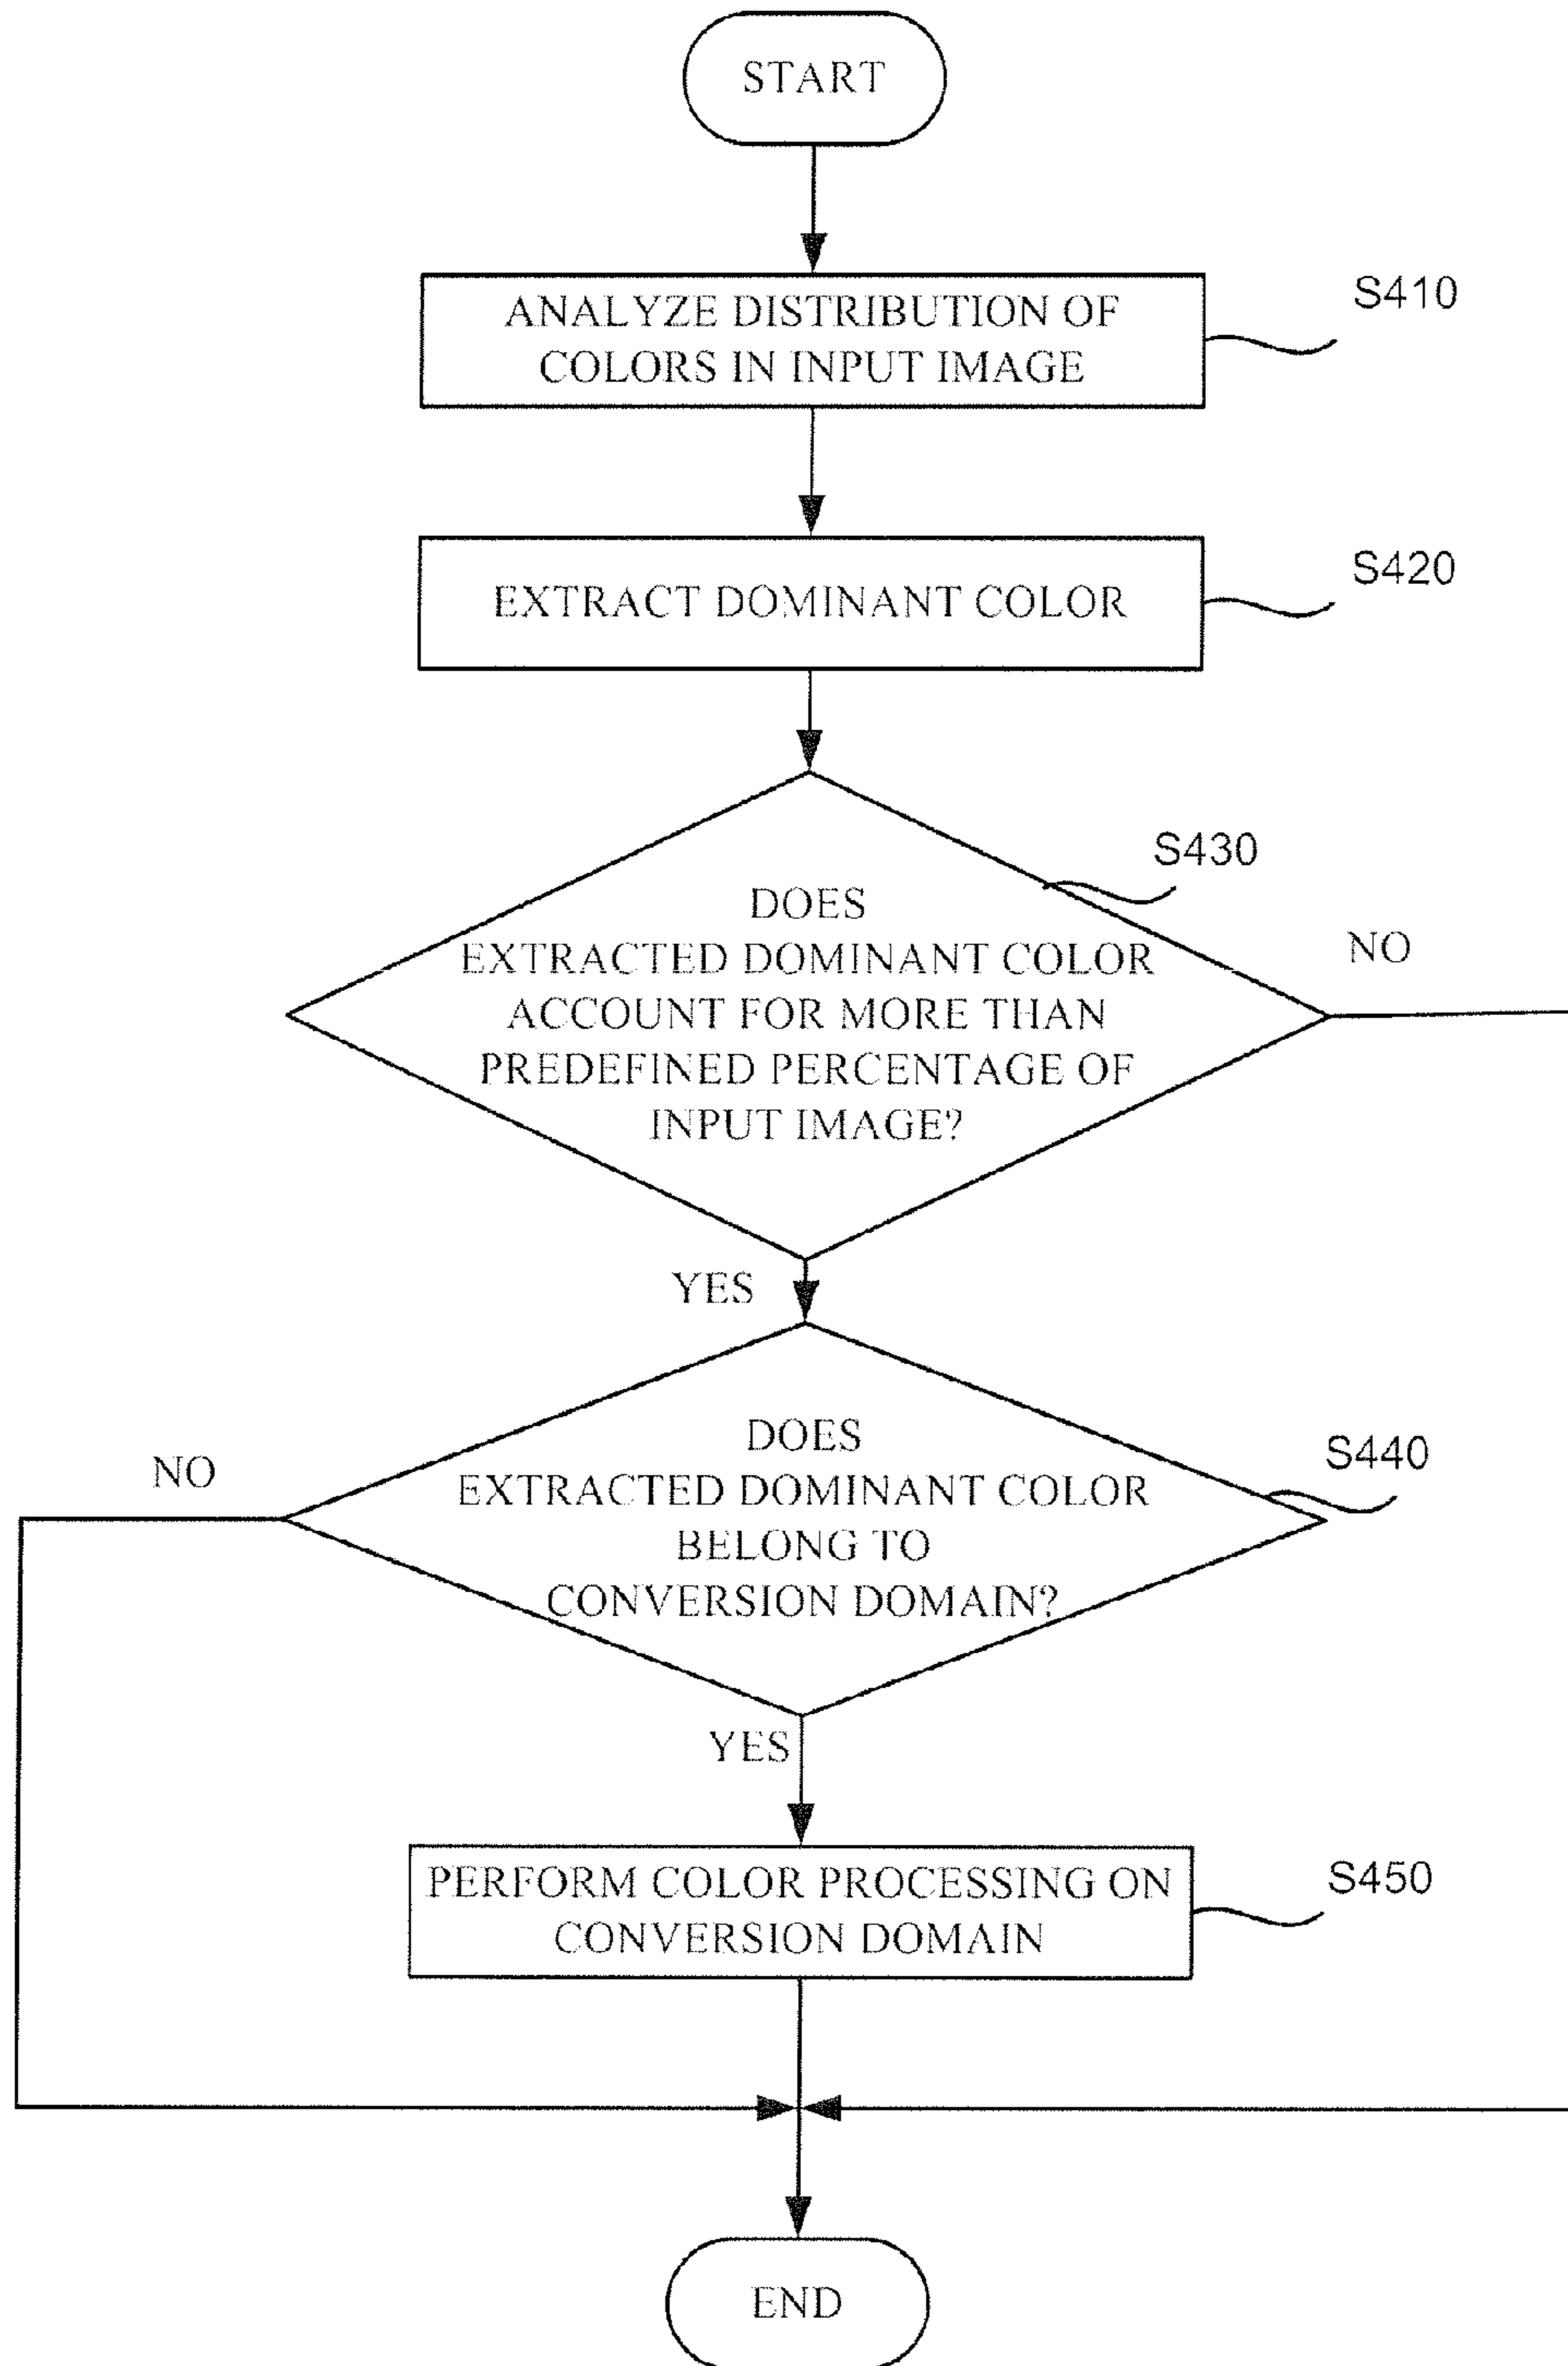 START
ANALYZE DISTRIBUTION OF
COLORS IN INPUT IMAGE
S410
EXTRACT DOMINANT COLOR
S420
S430
DOES
EXTRACTED DOMINANT COLOR
ACCOUNT FOR MORE THAN
PREDEFINED PERCENTAGE OF
INPUT IMAGE?
NO
YES
DOES
EXTRACTED DOMINANT COLOR
BELONG TO
CONVERSION DOMAIN?
S440
NO
YES
PERFORM COLOR PROCESSING ON
CONVERSION DOMAIN
S450
END